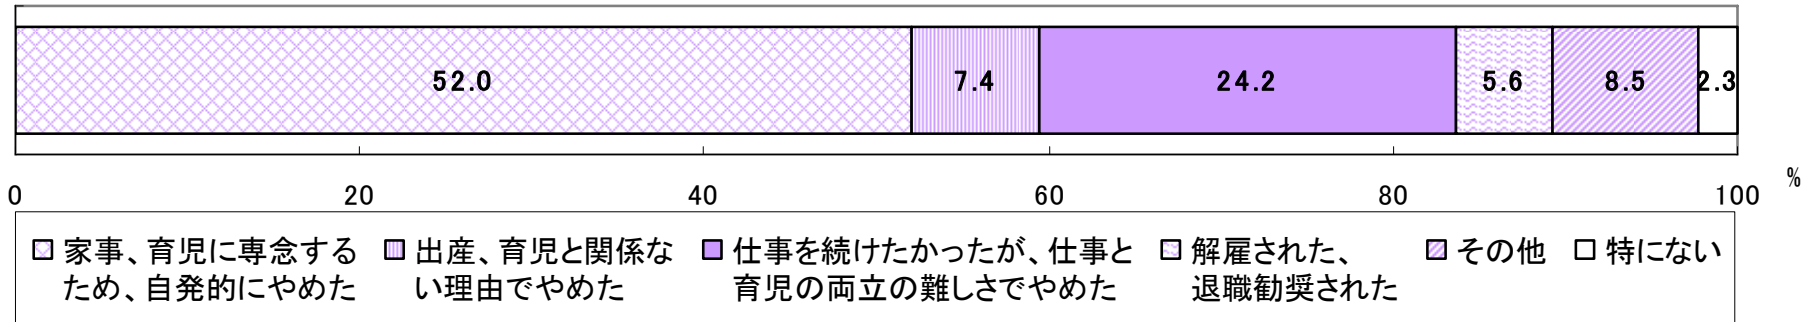 52.0 7.4 24.2 5.6 8.5 2.3
0 20 40 60 80 100 %
家事、育児に専念する
ため、自発的にやめた
出産、育児と関係な
い理由でやめた
仕事を続けたかったが、仕事と
育児の両立の難しさでやめた
解雇された、
退職勧奨された
その他
特にない